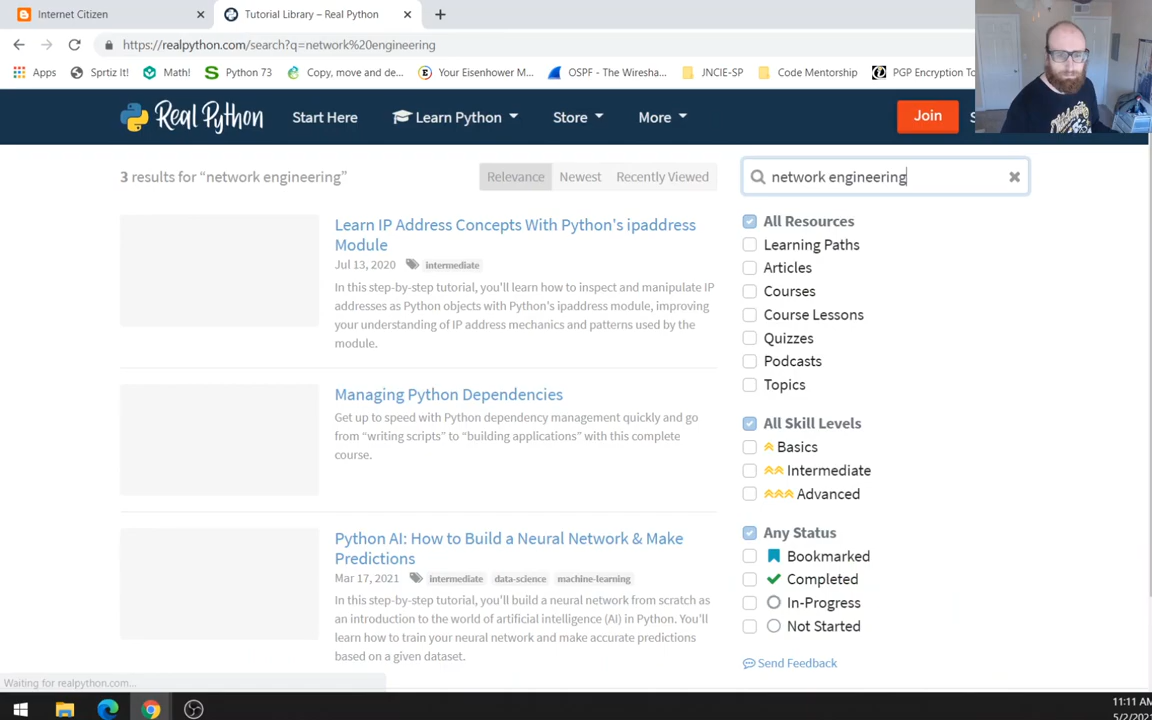 Internet Citizen
Tutorial Library – Real Python
https://realpython.com/search?q=network%20engineering
Apps
Sprtiz It!
Math!
Python 73
Copy, move and de...
Your Eisenhower M...
OSPF - The Wiresha...
JNCIE-SP
Code Mentorship
PGP Encryption To
Real Python
Start Here
Learn Python
Store
More
Join
3 results for “network engineering”
Relevance
Newest
Recently Viewed
network engineering
Learn IP Address Concepts With Python's ipaddress
Module
Jul 13, 2020
intermediate
In this step-by-step tutorial, you'll learn how to inspect and manipulate IP
addresses as Python objects with Python's ipaddress module, improving
your understanding of IP address mechanics and patterns used by the
module.
Managing Python Dependencies
Get up to speed with Python dependency management quickly and go
from “writing scripts” to “building applications” with this complete
course.
Python AI: How to Build a Neural Network & Make
Predictions
Mar 17, 2021
intermediate
data-science
machine-learning
In this step-by-step tutorial, you'll build a neural network from scratch as
an introduction to the world of artificial intelligence (AI) in Python. You'll
learn how to train your neural network and make accurate predictions
based on a given dataset.
All Resources
Learning Paths
Articles
Courses
Course Lessons
Quizzes
Podcasts
Topics
All Skill Levels
Basics
Intermediate
Advanced
Any Status
Bookmarked
Completed
In-Progress
Not Started
Send Feedback
Waiting for realpython.com...
11:11 AM
5/2/202